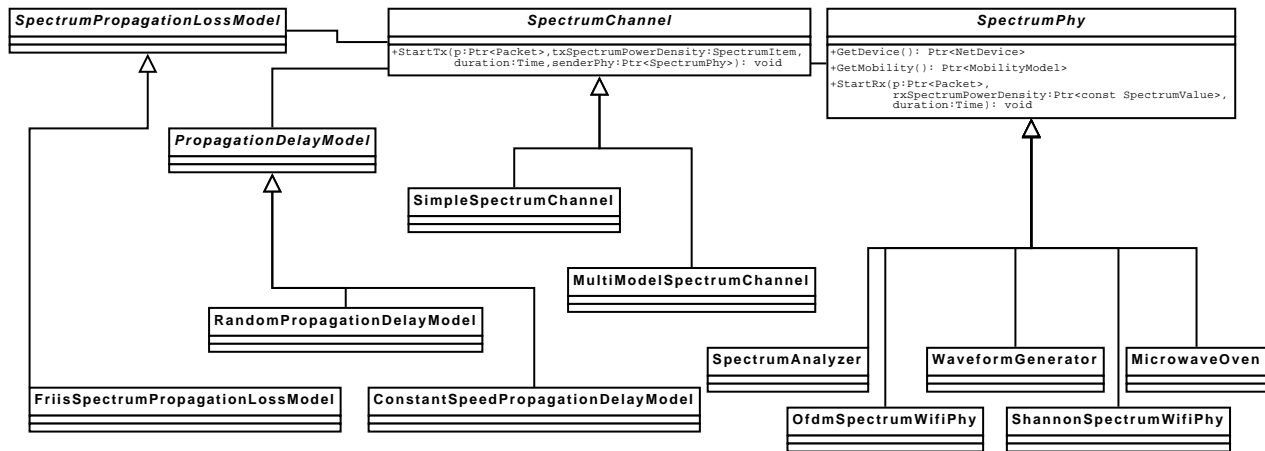 SpectrumPropagationLossModel
SpectrumChannel
+StartTx(p:Ptr<Packet>,txSpectrumPowerDensity:SpectrumItem,
duration:Time,senderPhy:Ptr<SpectrumPhy>): void
SpectrumPhy
+GetDevice(): Ptr<NetDevice>
+GetMobility(): Ptr<MobilityModel>
+StartRx(p:Ptr<Packet>,
rxSpectrumPowerDensity:Ptr<const SpectrumValue>,
duration:Time): void
PropagationDelayModel
SimpleSpectrumChannel
MultiModelSpectrumChannel
RandomPropagationDelayModel
SpectrumAnalyzer
WaveformGenerator
MicrowaveOven
FriisSpectrumPropagationLossModel
ConstantSpeedPropagationDelayModel
OfdmSpectrumWifiPhy
ShannonSpectrumWifiPhy